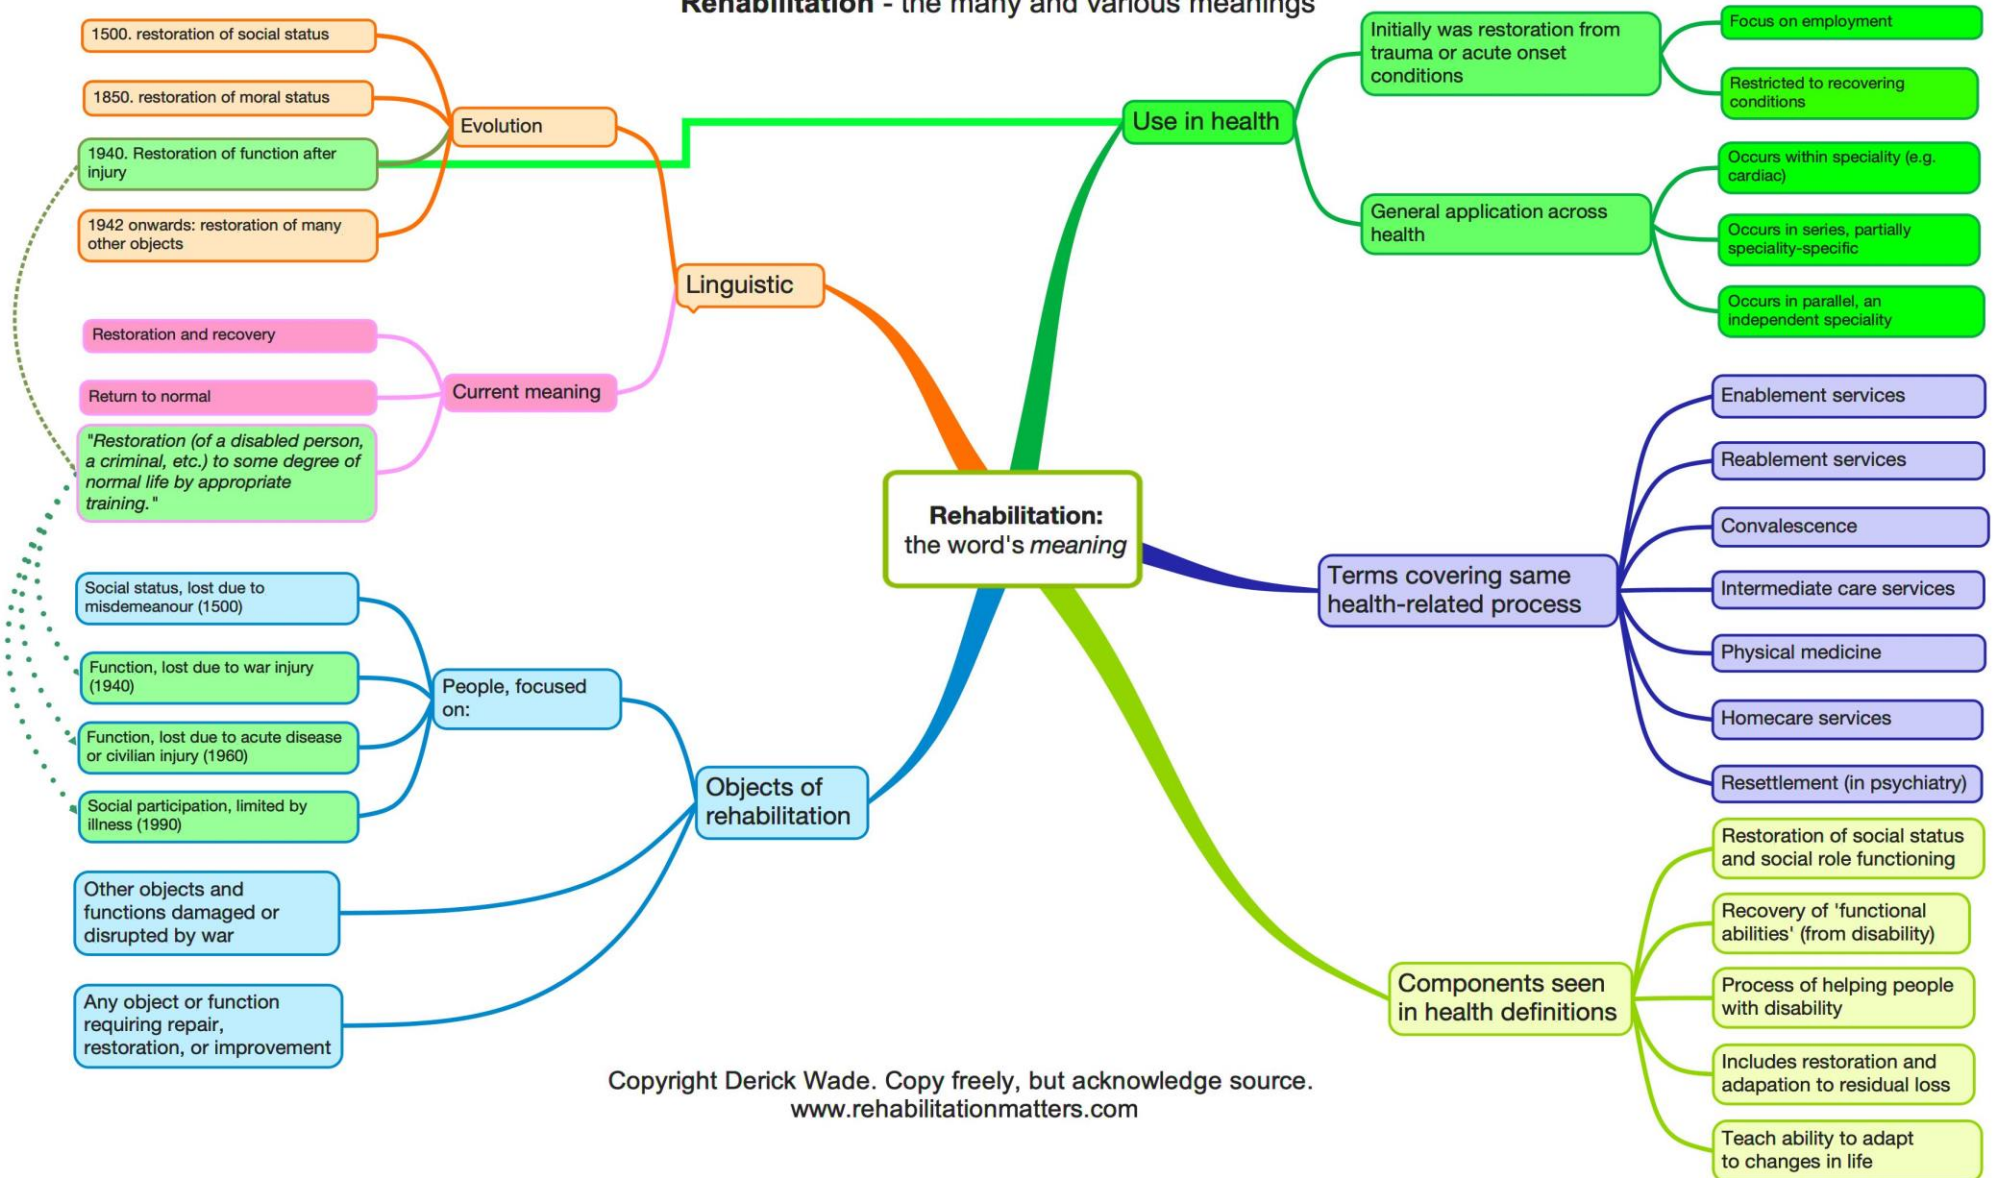 Rehabilitation - the many and various meanings
1500. restoration of social status
1850. restoration of moral status
1940. Restoration of function after
injury
1942 onwards: restoration of many
other objects
Evolution
Linguistic
Restoration and recovery
Return to normal
"Restoration (of a disabled person,
a criminal, etc.) to some degree of
normal life by appropriate
training."
Current meaning
Social status, lost due to
misdemeanour (1500)
Function, lost due to war injury
(1940)
Function, lost due to acute disease
or civilian injury (1960)
Social participation, limited by
illness (1990)
People, focused
on:
Other objects and
functions damaged or
disrupted by war
Any object or function
requiring repair,
restoration, or improvement
Objects of
rehabilitation
Rehabilitation:
the word's meaning
Use in health
Initially was restoration from
trauma or acute onset
conditions
Focus on employment
Restricted to recovering
conditions
General application across
health
Occurs within speciality (e.g.
cardiac)
Occurs in series, partially
speciality-specific
Occurs in parallel, an
independent speciality
Terms covering same
health-related process
Enablement services
Reablement services
Convalescence
Intermediate care services
Physical medicine
Homecare services
Resettlement (in psychiatry)
Components seen
in health definitions
Restoration of social status
and social role functioning
Recovery of 'functional
abilities' (from disability)
Process of helping people
with disability
Includes restoration and
adapation to residual loss
Teach ability to adapt
to changes in life
Copyright Derick Wade. Copy freely, but acknowledge source.
www.rehabilitationmatters.com